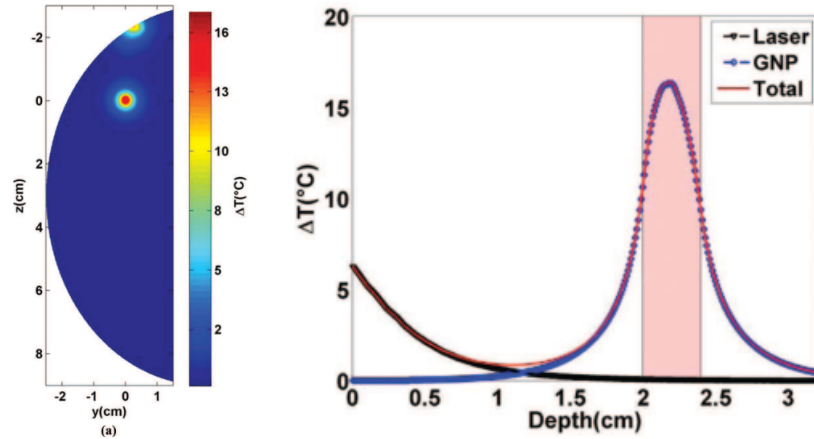 -2
0
2
4
6
8
z(cm)
-2 -1 0 1
y(cm)
(a)
16
13
10
8
5
2
ΔT(°C)
20
15
10
5
0
ΔT(°C)
0 0.5 1 1.5 2 2.5 3
Depth(cm)
Laser
GNP
Total